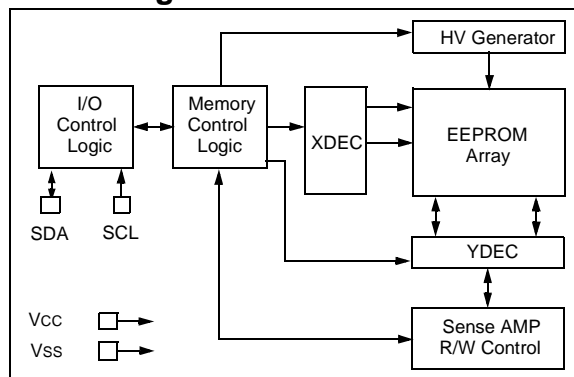 HV Generator
I/O
Control
Logic
Memory
Control
Logic
XDEC
EEPROM
Array
SDA
SCL
YDEC
VCC
VSS
Sense AMP
R/W Control